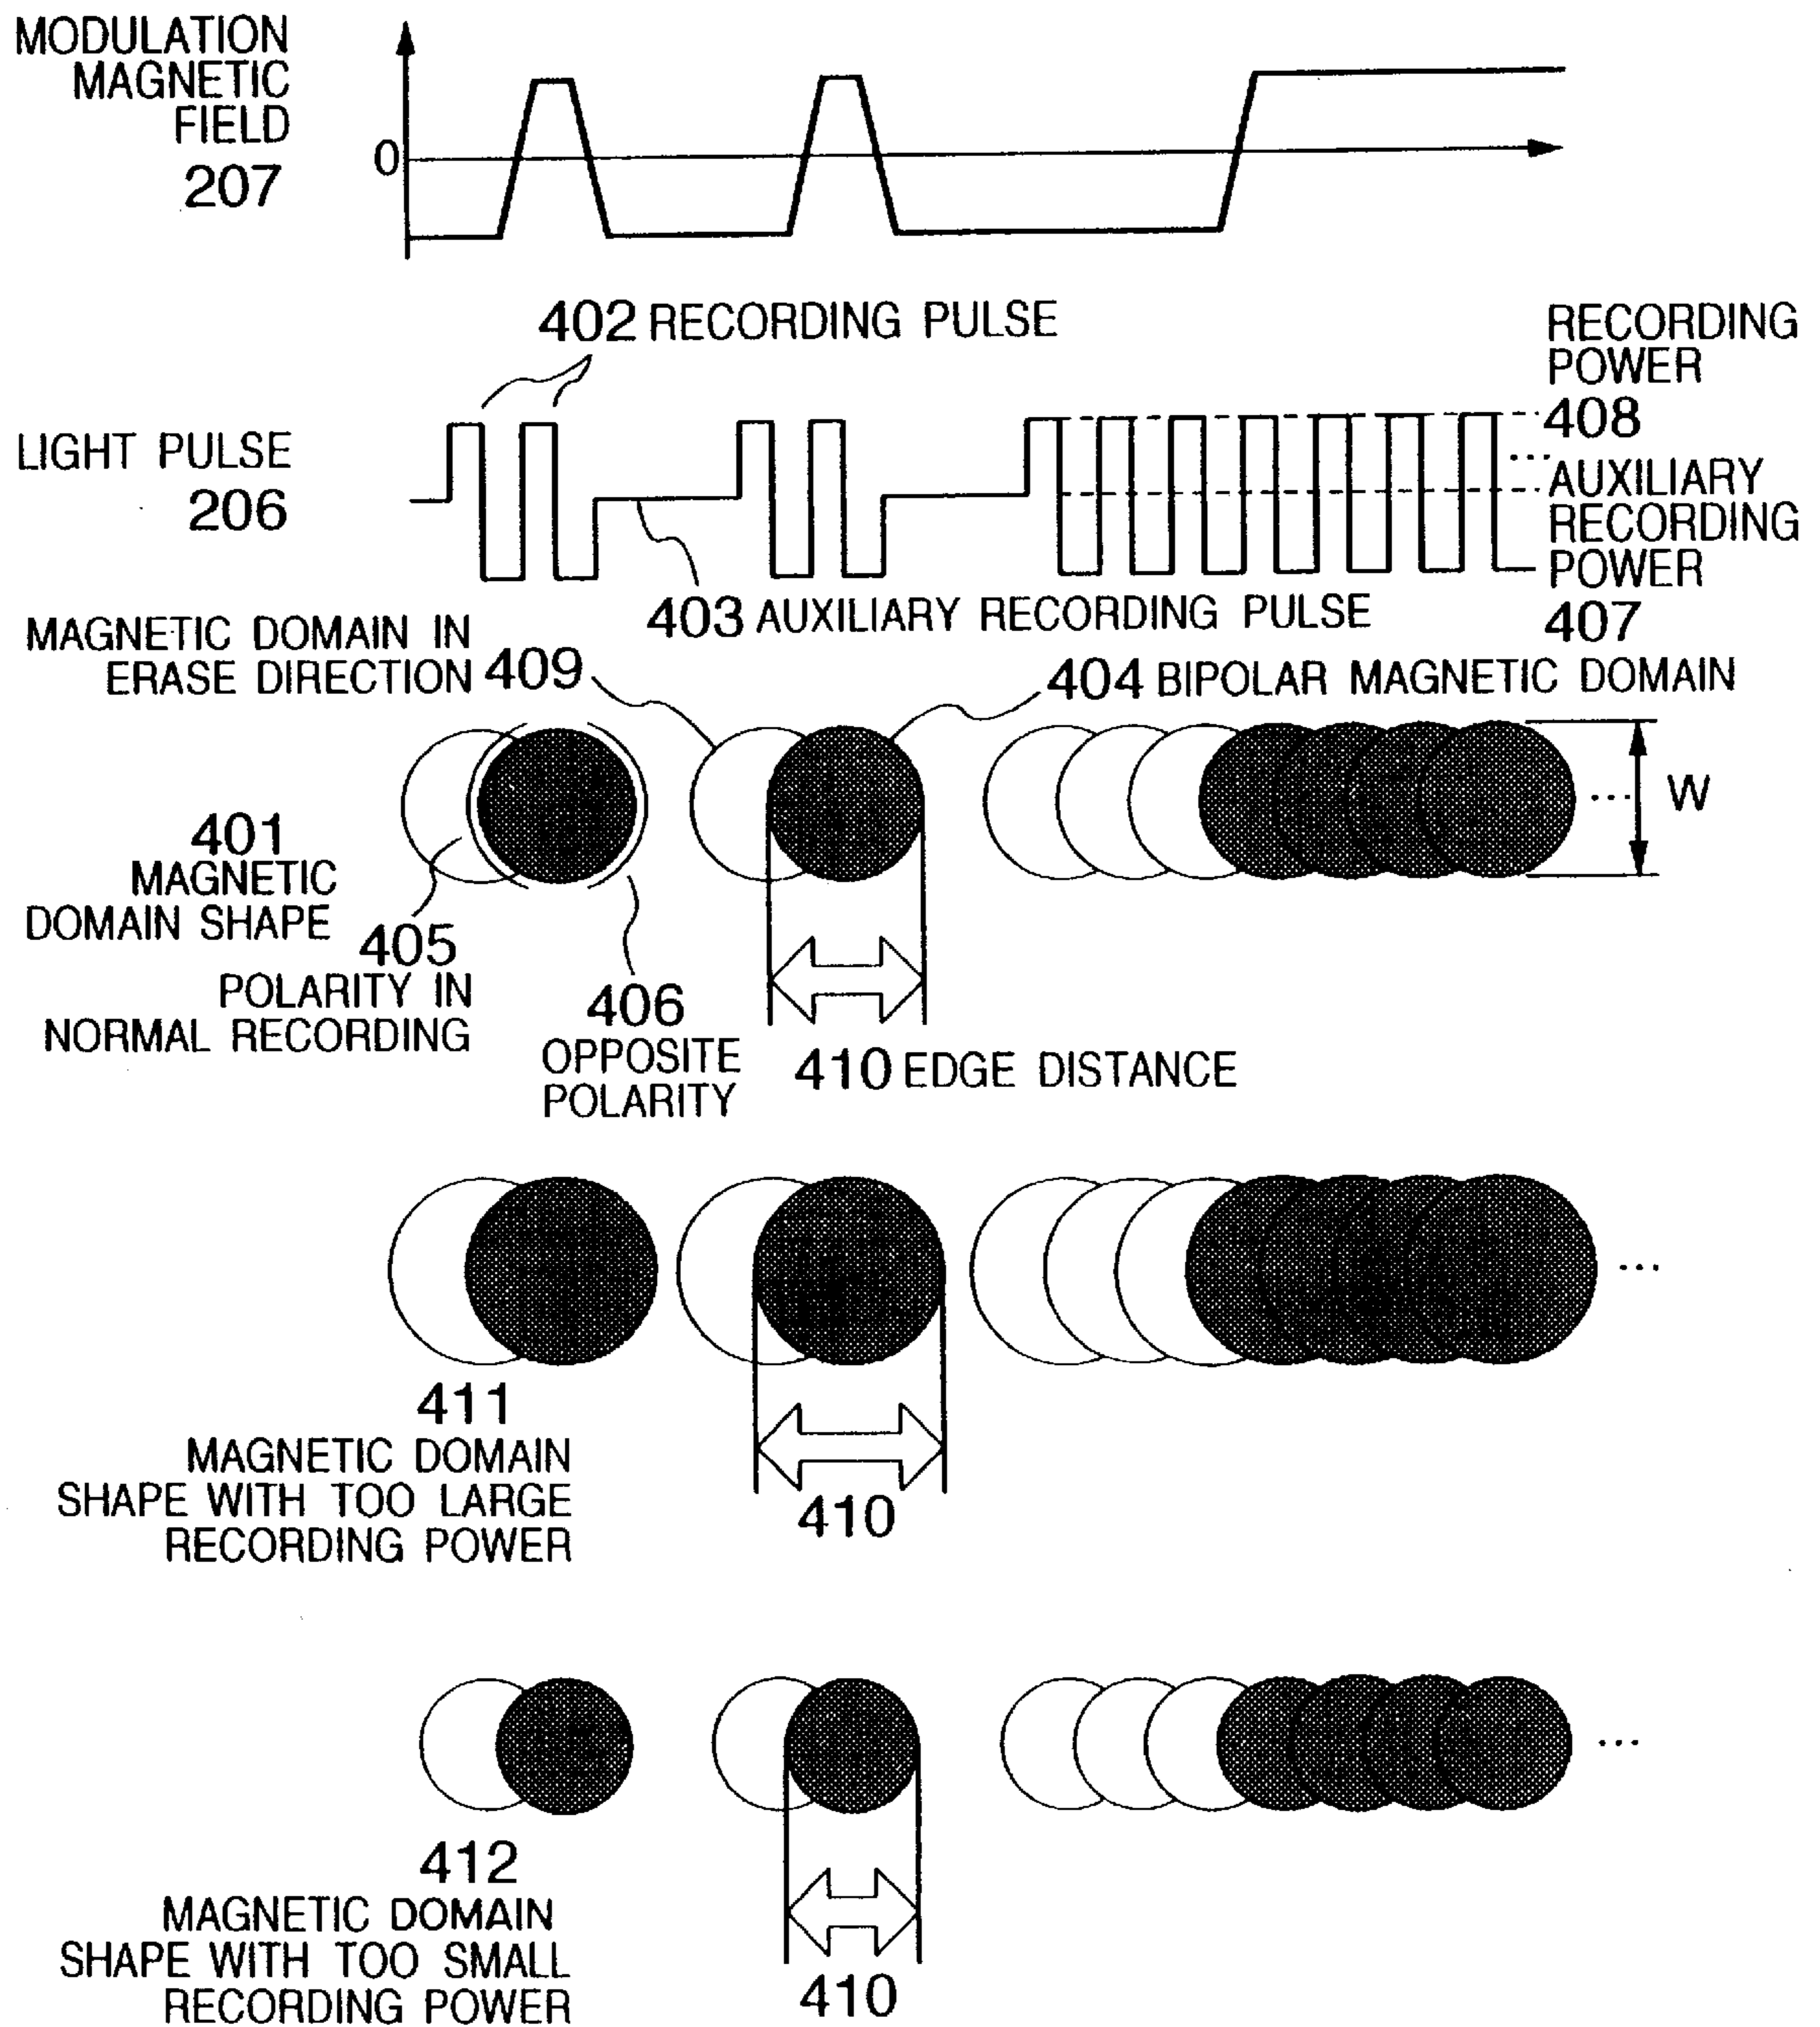 MODULATION
MAGNETIC
FIELD
207
0
402 RECORDING PULSE
RECORDING
POWER
408
LIGHT PULSE
206
...
AUXILIARY
RECORDING
POWER
407
403 AUXILIARY RECORDING PULSE
MAGNETIC DOMAIN IN
ERASE DIRECTION 409
404 BIPOLAR MAGNETIC DOMAIN
... W
401
MAGNETIC
DOMAIN SHAPE
405
POLARITY IN
NORMAL RECORDING
406
OPPOSITE
POLARITY
410 EDGE DISTANCE
...
411
MAGNETIC DOMAIN
SHAPE WITH TOO LARGE
RECORDING POWER
410
...
412
MAGNETIC DOMAIN
SHAPE WITH TOO SMALL
RECORDING POWER
410